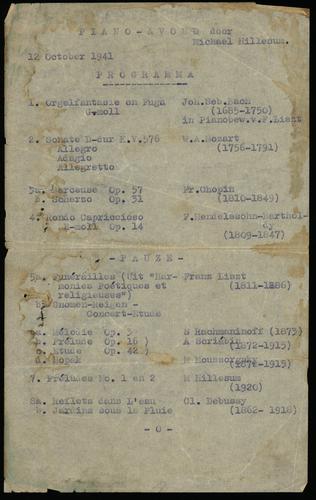 PIANO-AVOND door
Michael Hillesum.
12 October 1941
PROGRAMMA
1. Orgelfantasie en Fuga Joh.Seb.Bach
G-moll (1685-1750)
in Pianobew.v.F.Liszt
2. Sonate D-dur K.V.576 W.A.Mozart
Allegro (1756-1791)
Adagio
Allegretto
3a. Berceuse Op. 57 Fr.Chopin
b. Scherzo Op. 31 (1810-1849)
4. Rondo Capriccioso F.Mendelssohn-Barthol-
E-moll Op. 14 dy
(1809-1847)
- PAUZE -
5a. Funérailles (Uit "Har- Franz Liszt
monies Poétiques et (1811-1886)
religieuses")
b. Gnomen-Reigen -
Concert-Etude
6a. Mélodie Op. 3 S Rachmaninoff (1873)
b. Prélude Op. 16 ) A Scriabin
c. Etude Op. 42 ) (1872-1915)
d. Hopak M Moussorgsky
7. Préludes No. 1 en 2 M Hillesum
(1920)
8a. Reflets dans L'eau Cl. Debussy
b. Jardins sous la Pluie (1862-1918)
-0-